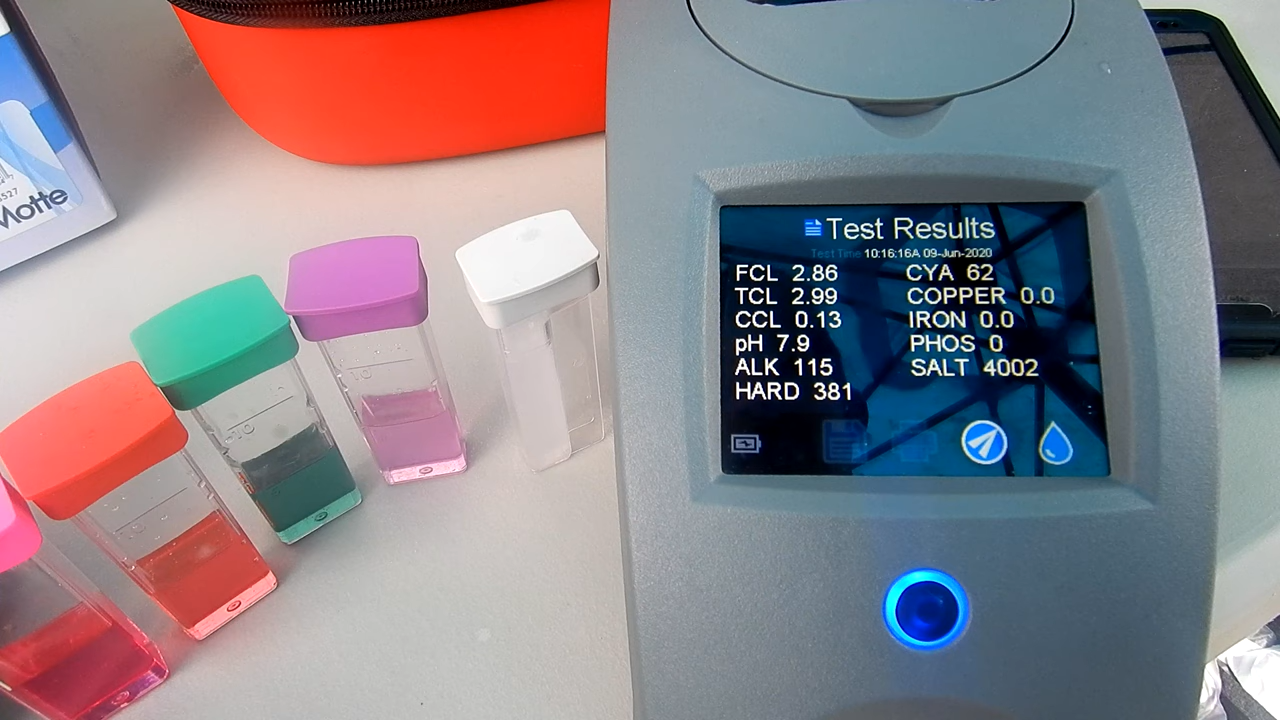 Test Results
Test Time 10:16:16A 09-Jun-2020
FCL 2.86
TCL 2.99
CCL 0.13
pH 7.9
ALK 115
HARD 381
CYA 62
COPPER 0.0
IRON 0.0
PHOS 0
SALT 4002
Motte
10
10